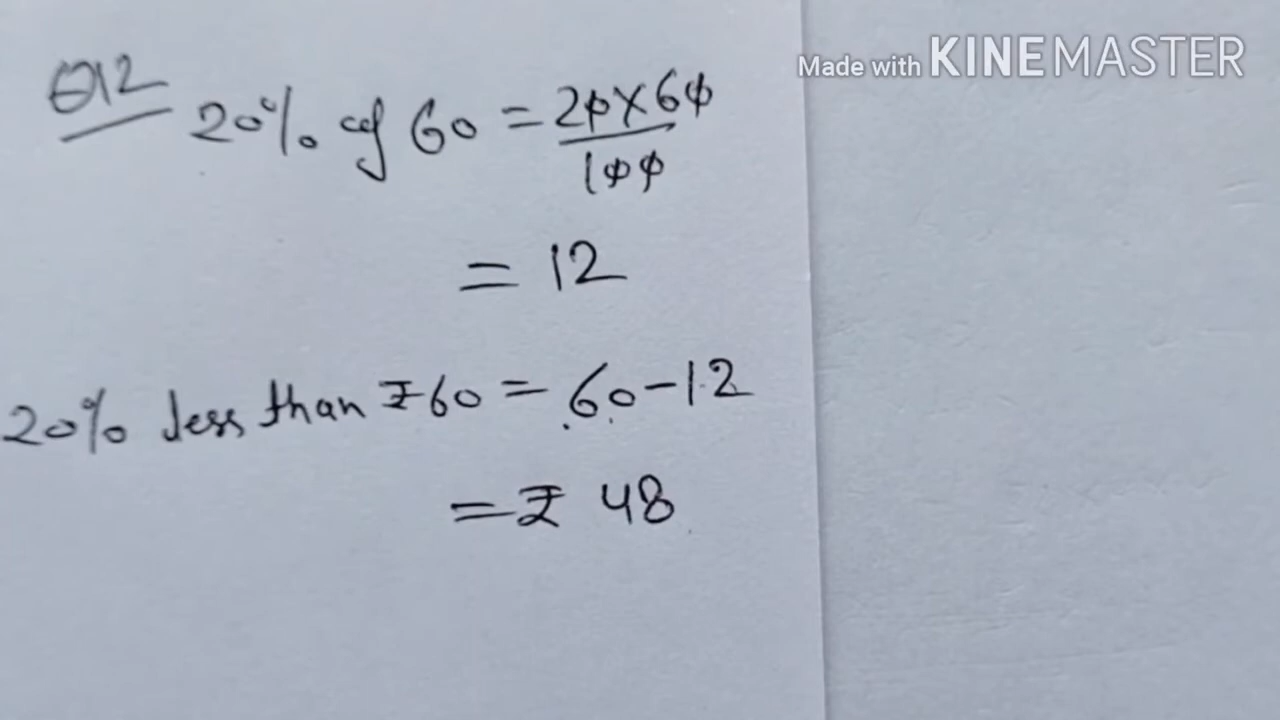 Made with KINEMASTER
Q12
20% of 60 = 20×60
100
= 12
20% less than ₹60 = 60-12
= ₹ 48